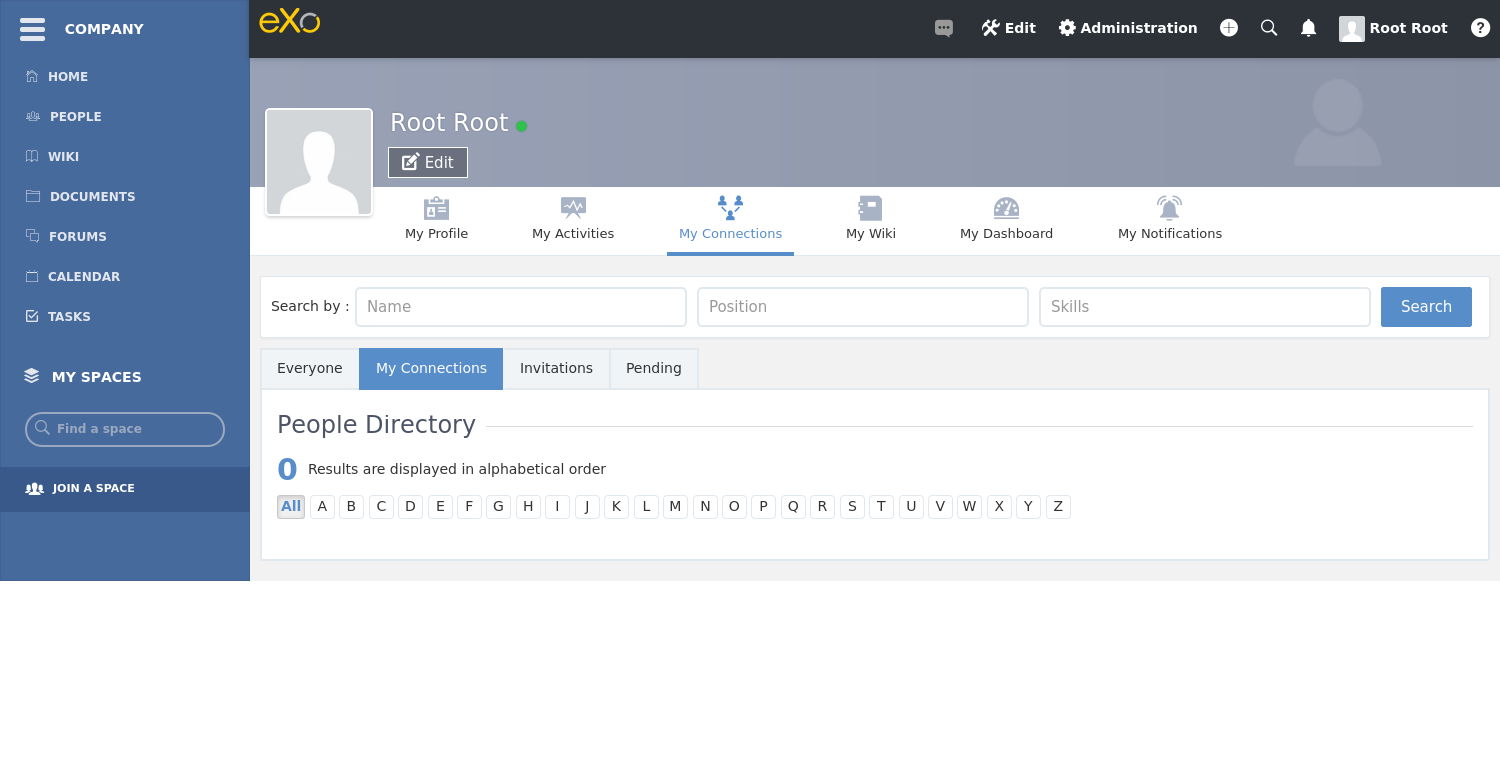 COMPANY
HOME
PEOPLE
WIKI
DOCUMENTS
FORUMS
CALENDAR
TASKS
MY SPACES
Find a space
JOIN A SPACE
eXo
Edit
Administration
Root Root
Root Root
Edit
My Profile
My Activities
My Connections
My Wiki
My Dashboard
My Notifications
Search by : Name Position Skills Search
Everyone My Connections Invitations Pending
People Directory
0 Results are displayed in alphabetical order
All A B C D E F G H I J K L M N O P Q R S T U V W X Y Z